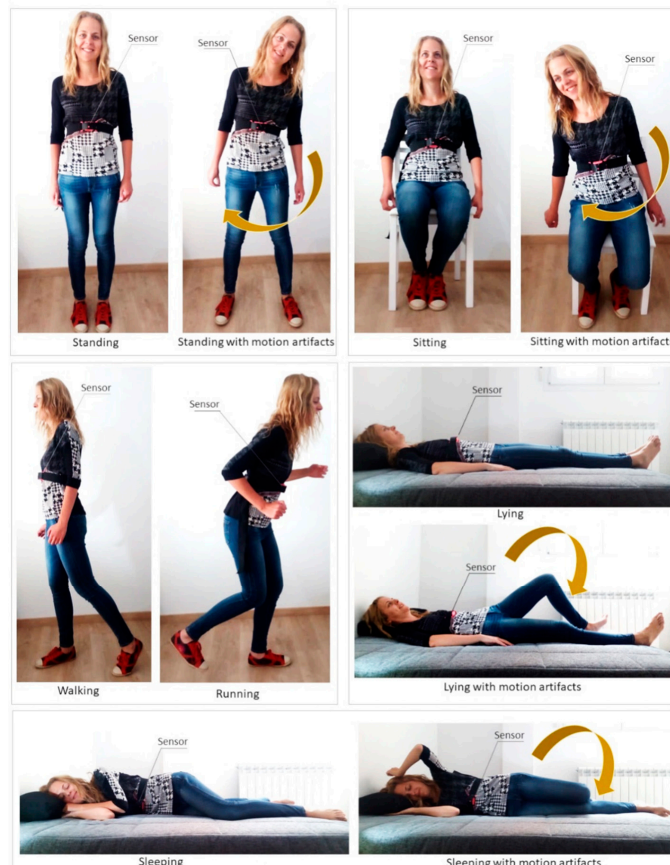 Sensor
Sensor
Sensor
Sensor
Standing
Standing with motion artifacts
Sitting
Sitting with motion artifact
Sensor
Sensor
Walking
Running
Sensor
Lying
Sensor
Lying with motion artifacts
Sensor
Sensor
Sleeping
Sleeping with motion artifacts